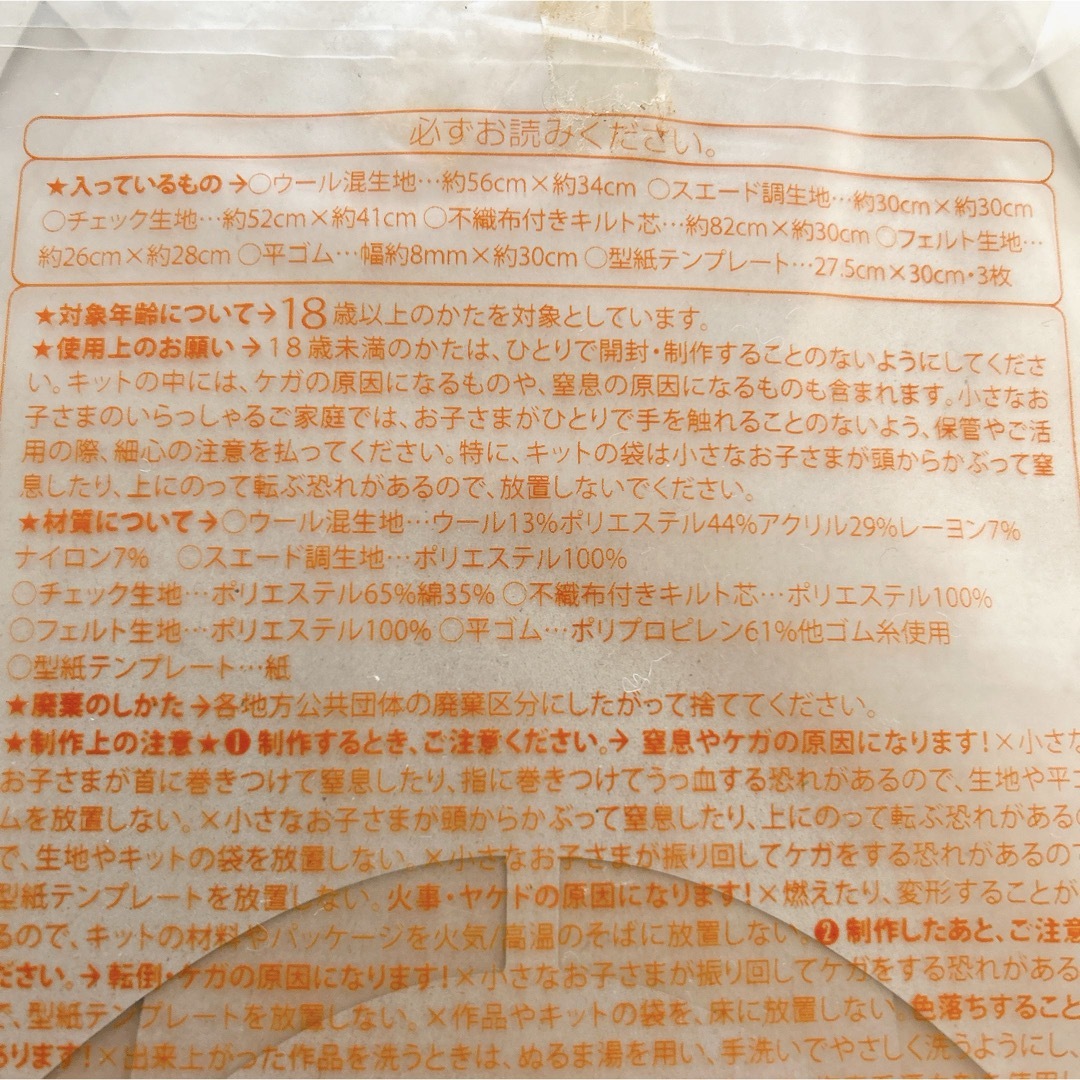 必ずお読みください。
★入っているもの→○ウール混生地…約56cm×約34cm ○スエード調生地…約30cm×約30cm
○チェック生地…約52cm×約41cm ○不織布付きキルト芯…約82cm×約30cm ○フェルト生地…
約26cm×約28cm ○平ゴム…幅約8mm×約30cm ○型紙テンプレート…27.5cm×30cm・3枚
★対象年齢について→18歳以上のかたを対象としています。
★使用上のお願い→18歳未満のかたは、ひとりで開封・制作することのないようにしてくださ
い。キットの中には、ケガの原因になるものや、窒息の原因になるものも含まれます。小さなお
子さまのいらっしゃるご家庭では、お子さまがひとりで手を触れることのないよう、保管やご活
用の際、細心の注意を払ってください。特に、キットの袋は小さなお子さまが頭からかぶって窒
息したり、上にのって転ぶ恐れがあるので、放置しないでください。
★材質について→○ウール混生地…ウール13%ポリエステル44%アクリル29%レーヨン7%
ナイロン7% ○スエード調生地…ポリエステル100%
○チェック生地…ポリエステル65%綿35% ○不織布付きキルト芯…ポリエステル100%
○フェルト生地…ポリエステル100% ○平ゴム…ポリプロピレン61%他ゴム糸使用
○型紙テンプレート…紙
★廃棄のしかた→各地方公共団体の廃棄区分にしたがって捨ててください。
★制作上の注意★❶制作するとき、ご注意ください。→ 窒息やケガの原因になります!×小さな
お子さまが首に巻きつけて窒息したり、指に巻きつけてうっ血する恐れがあるので、生地や平ゴ
ムを放置しない。×小さなお子さまが頭からかぶって窒息したり、上にのって転ぶ恐れがあるの
で、生地やキットの袋を放置しない。×小さなお子さまが振り回してケガをする恐れがあるので
型紙テンプレートを放置しない。火事・ヤケドの原因になります!×燃えたり、変形することが
るので、キットの材料やパッケージを火気/高温のそばに放置しない。❷制作したあと、ご注意
ださい。→転倒・ケガの原因になります!×小さなお子さまが振り回してケガをする恐れがある
で、型紙テンプレートを放置しない。×作品やキットの袋を、床に放置しない。色落ちすること
あります!×出来上がった作品を洗うときは、ぬるま湯を用い、手洗いでやさしく洗うようにし、